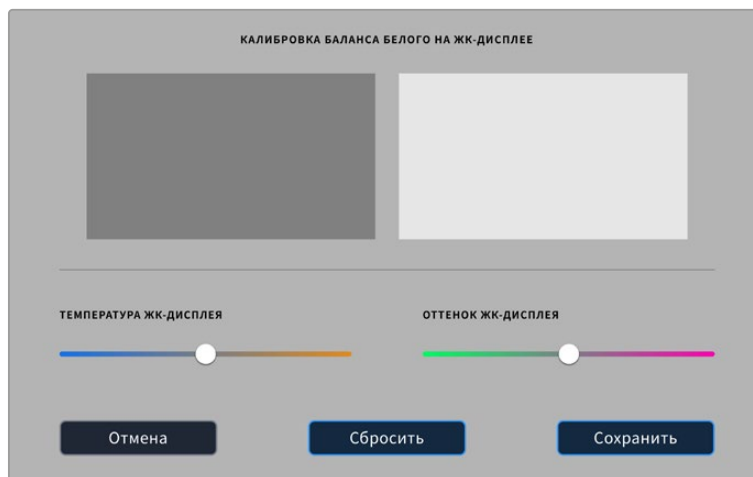 КАЛИБРОВКА БАЛАНСА БЕЛОГО НА ЖК-ДИСПЛЕЕ
ТЕМПЕРАТУРА ЖК-ДИСПЛЕЯ
ОТТЕНОК ЖК-ДИСПЛЕЯ
Отмена
Сбросить
Сохранить